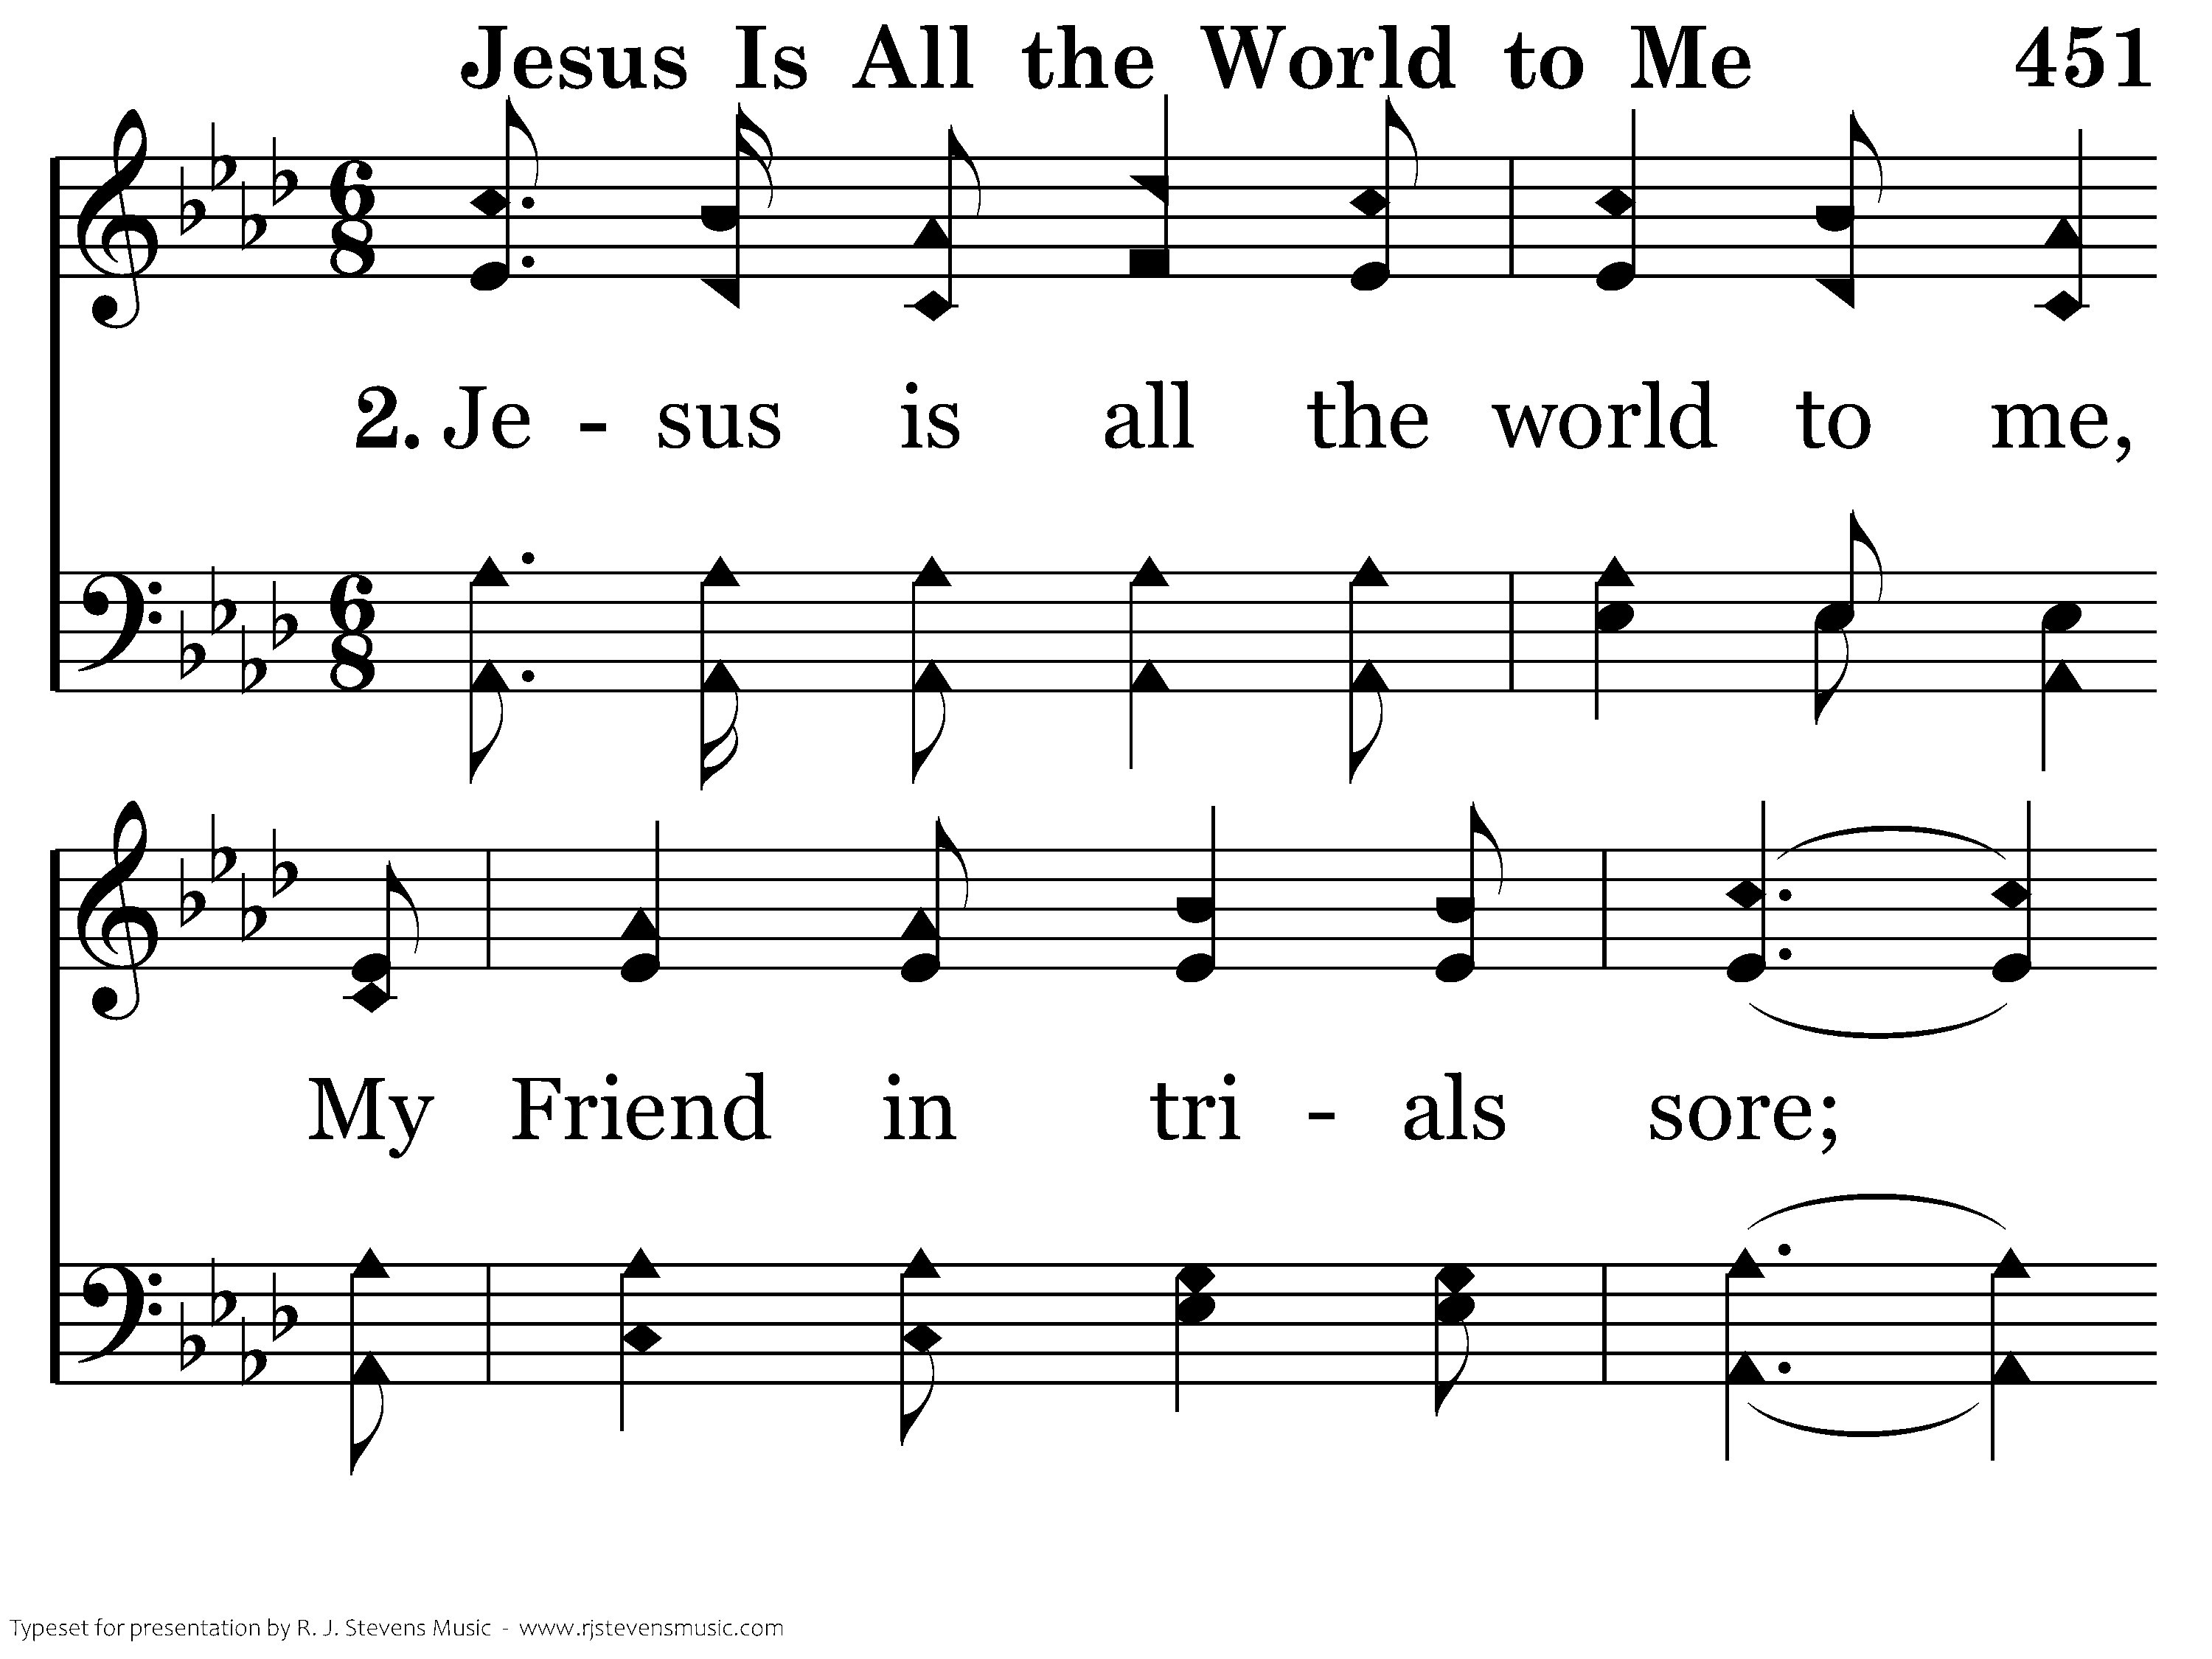 Jesus Is All the World to Me 451
2. Je - sus is all the world to me,
My Friend in tri - als sore;
Typeset for presentation by R. J. Stevens Music - www.rjstevensmusic.com